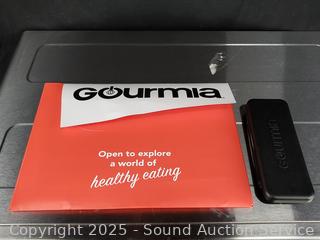 GOURMIA
Open to explore
a world of
healthy eating
GOURMIA
Copyright 2025 - Sound Auction Service